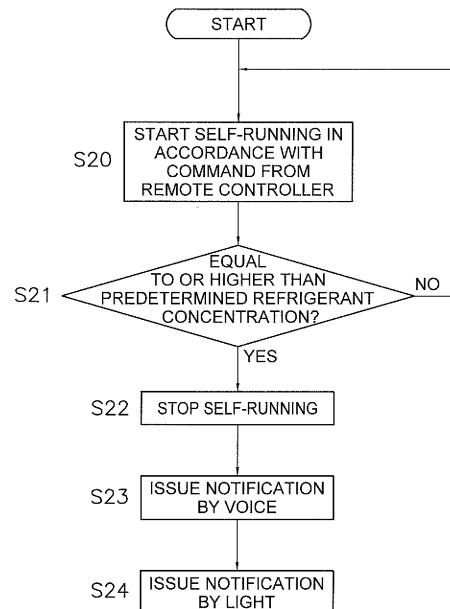 START
S20
START SELF-RUNNING IN
ACCORDANCE WITH
COMMAND FROM
REMOTE CONTROLLER
S21
EQUAL
TO OR HIGHER THAN
PREDETERMINED REFRIGERANT
CONCENTRATION?
NO
YES
S22
STOP SELF-RUNNING
S23
ISSUE NOTIFICATION
BY VOICE
S24
ISSUE NOTIFICATION
BY LIGHT